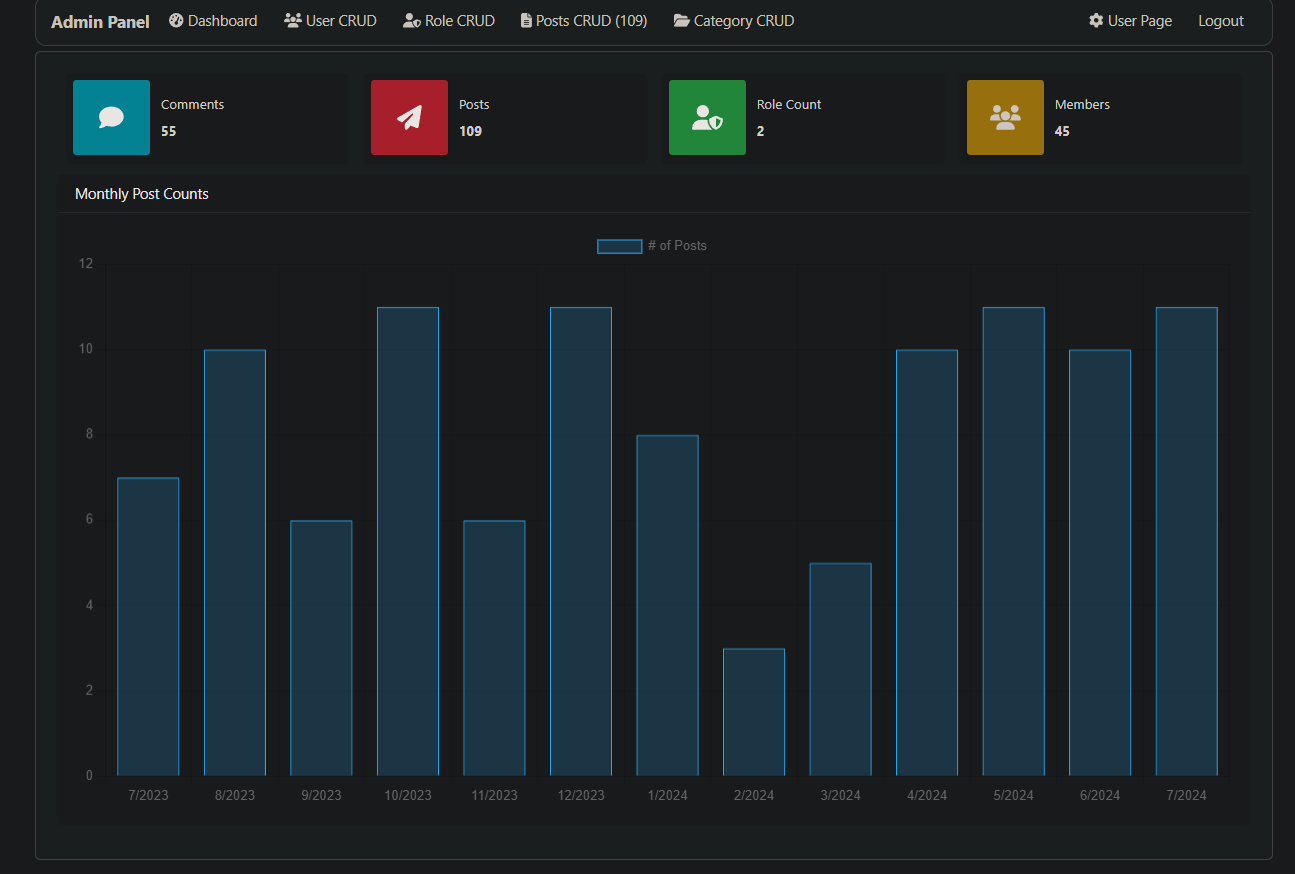 Admin Panel Dashboard User CRUD Role CRUD Posts CRUD (109) Category CRUD User Page Logout
Comments
55
Posts
109
Role Count
2
Members
45
Monthly Post Counts
# of Posts
12
10
8
6
4
2
0
7/2023 8/2023 9/2023 10/2023 11/2023 12/2023 1/2024 2/2024 3/2024 4/2024 5/2024 6/2024 7/2024